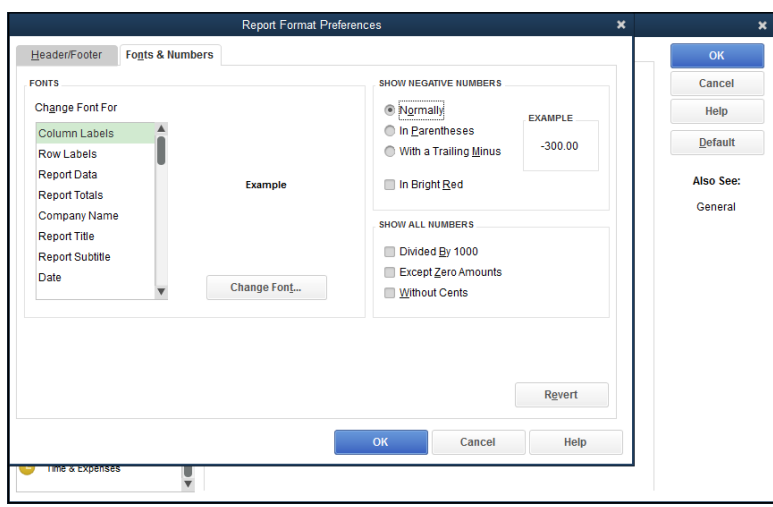 Report Format Preferences
Header/Footer
Fonts & Numbers
FONTS
Change Font For
Column Labels
Row Labels
Report Data
Report Totals
Company Name
Report Title
Report Subtitle
Date
Example
Change Font...
SHOW NEGATIVE NUMBERS
Normally
In Parentheses
With a Trailing Minus
In Bright Red
EXAMPLE
-300.00
SHOW ALL NUMBERS
Divided By 1000
Except Zero Amounts
Without Cents
Revert
OK
Cancel
Help
OK
Cancel
Help
Default
Also See:
General
Time & Expenses